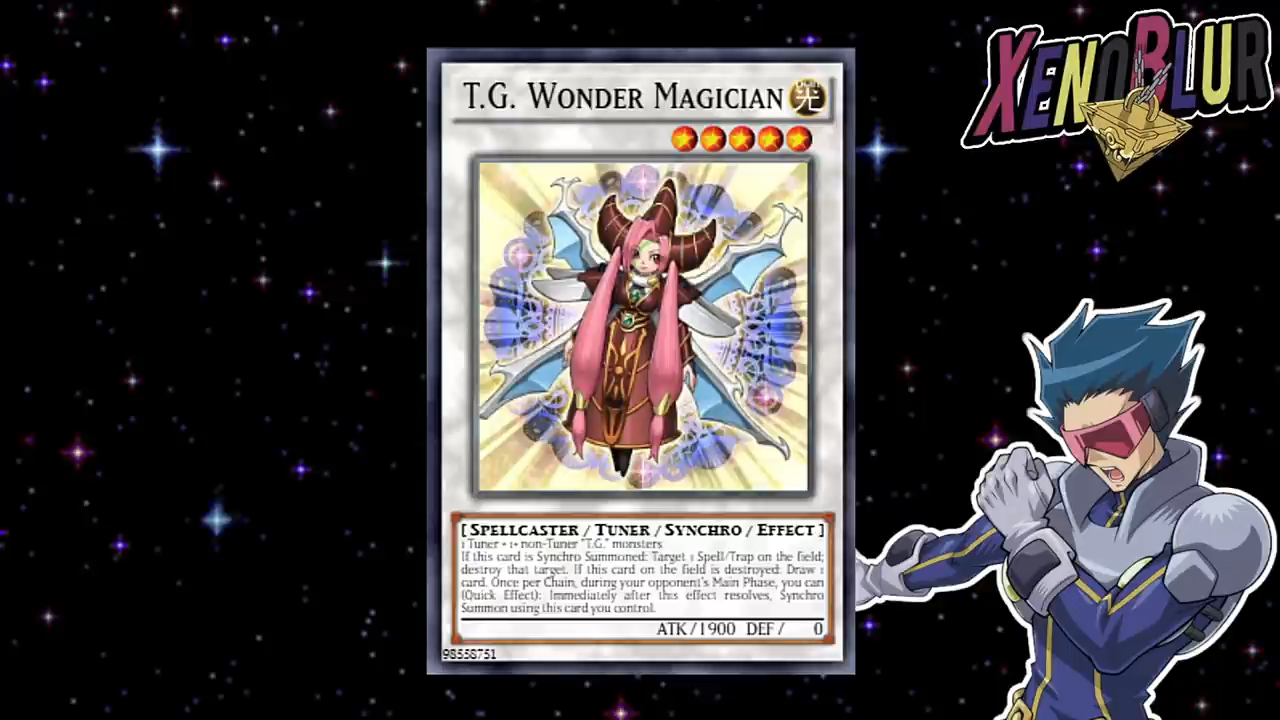 XENOBLUR
T.G. WONDER MAGICIAN
光
[ SPELLCASTER / TUNER / SYNCHRO / EFFECT ]
1 Tuner + 1+ non-Tuner "T.G." monsters
If this card is Synchro Summoned: Target 1 Spell/Trap on the field;
destroy that target. If this card on the field is destroyed: Draw 1
card. Once per Chain, during your opponent's Main Phase, you can
(Quick Effect): Immediately after this effect resolves, Synchro
Summon using this card you control.
ATK/1900 DEF/ 0
98558751